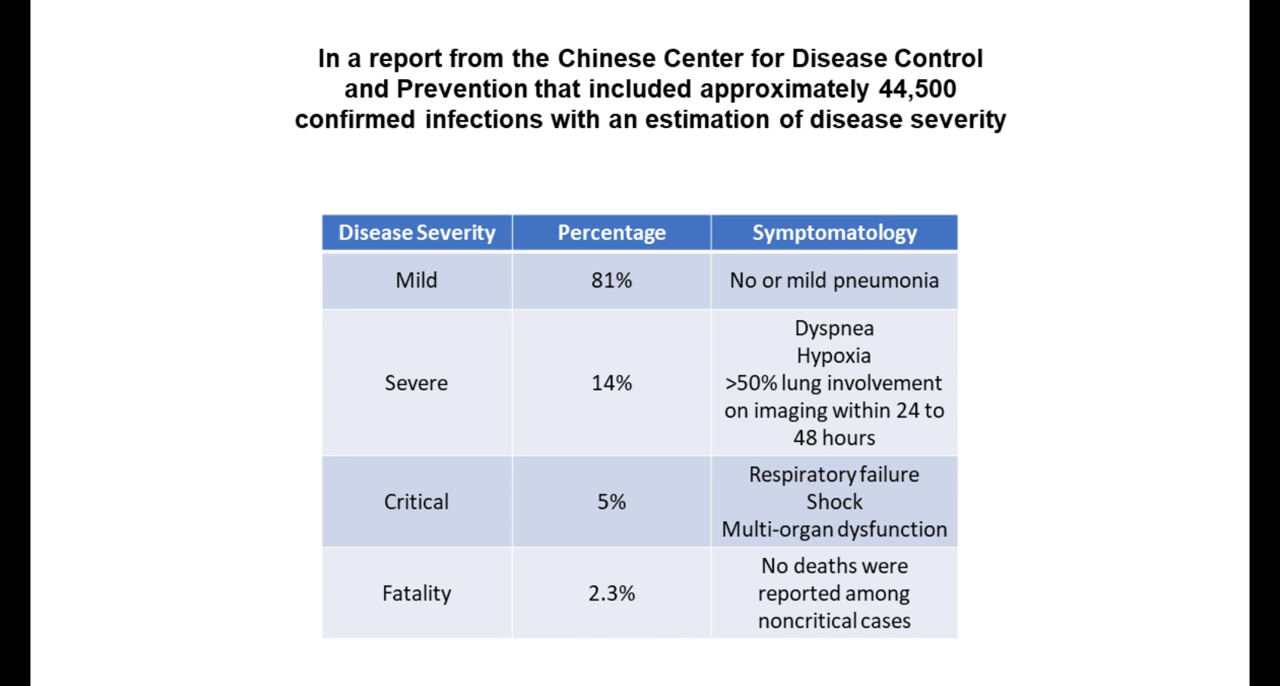 In a report from the Chinese Center for Disease Control
and Prevention that included approximately 44,500
confirmed infections with an estimation of disease severity
Disease Severity Percentage Symptomatology
Mild 81% No or mild pneumonia
Severe 14% Dyspnea
Hypoxia
>50% lung involvement
on imaging within 24 to
48 hours
Critical 5% Respiratory failure
Shock
Multi-organ dysfunction
Fatality 2.3% No deaths were
reported among
noncritical cases